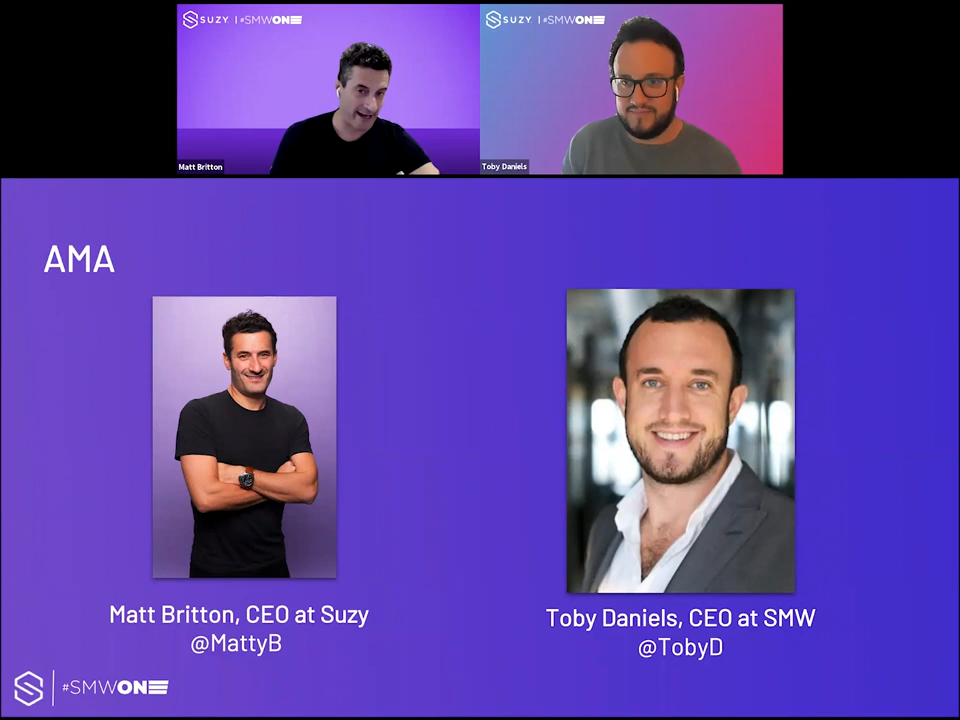 SUZY | #SMWONE
SUZY | #SMWONE
Matt Britton
Toby Daniels
AMA
Matt Britton, CEO at Suzy
@MattyB
Toby Daniels, CEO at SMW
@TobyD
#SMWONE